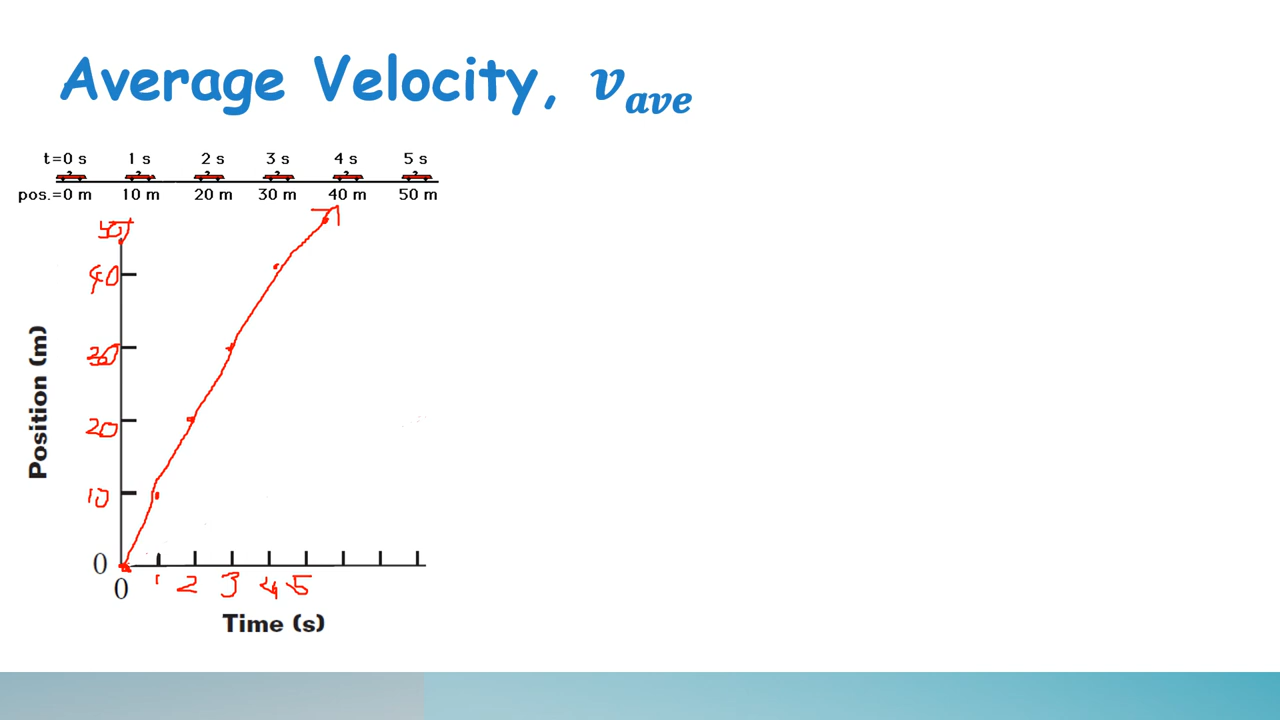 Average Velocity, v_ave
t=0 s 1 s 2 s 3 s 4 s 5 s
pos.=0 m 10 m 20 m 30 m 40 m 50 m
50
40
30
20
10
0
Position (m)
0 1 2 3 4 5
Time (s)